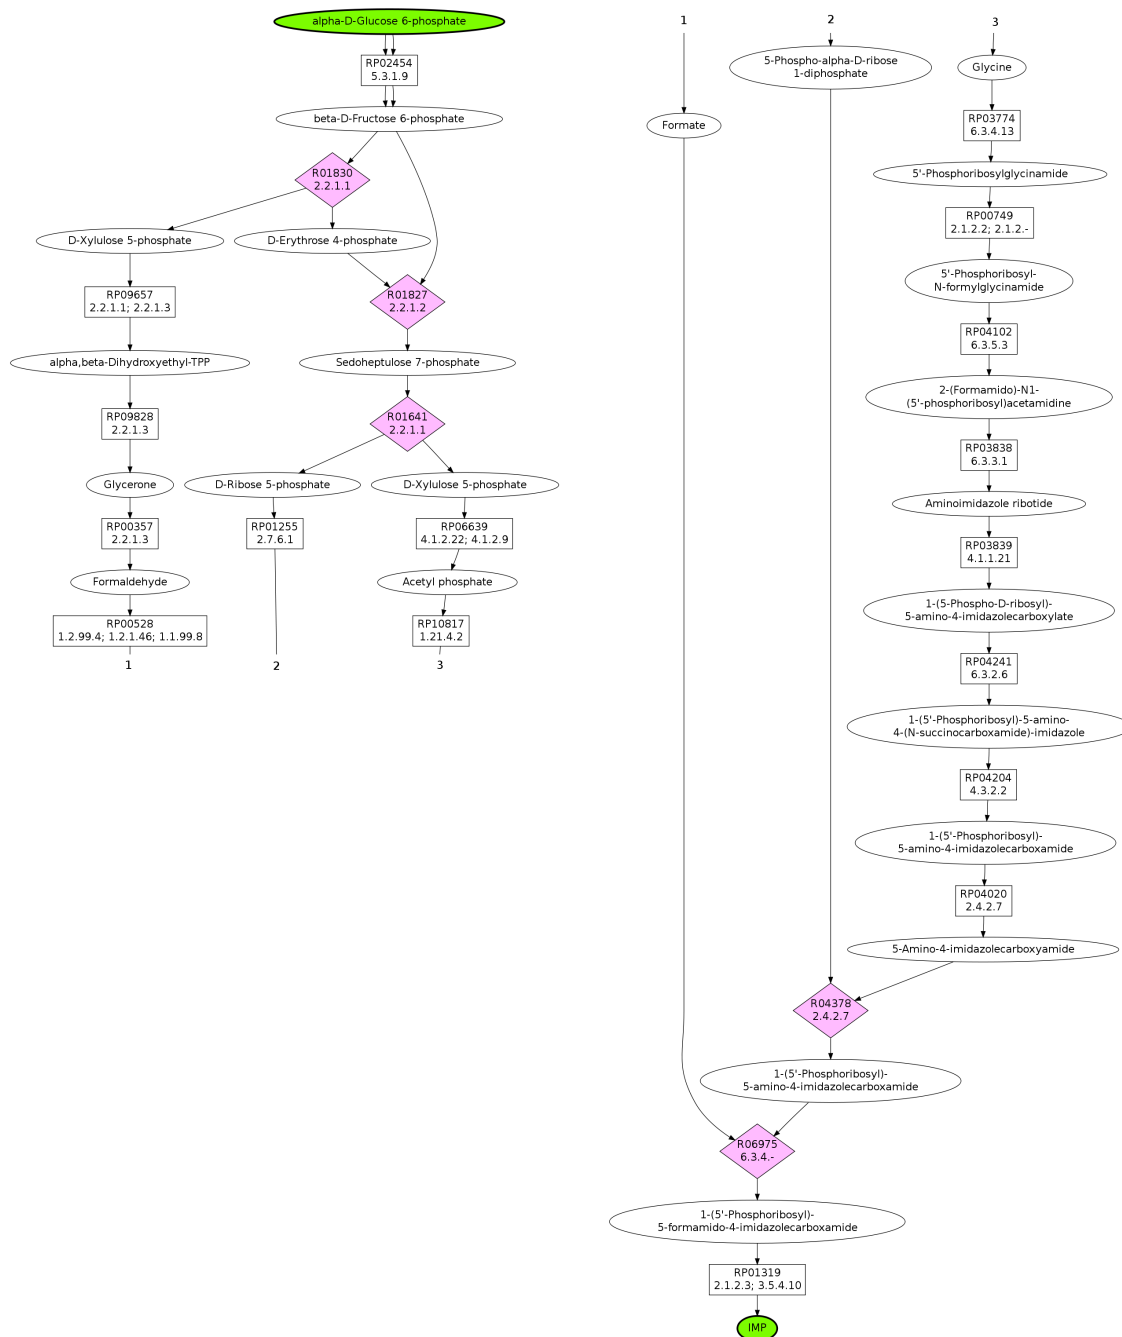 alpha-D-Glucose 6-phosphate
RP02454
5.3.1.9
beta-D-Fructose 6-phosphate
R01830
2.2.1.1
D-Xylulose 5-phosphate
D-Erythrose 4-phosphate
RP09657
2.2.1.1; 2.2.1.3
R01827
2.2.1.2
alpha,beta-Dihydroxyethyl-TPP
Sedoheptulose 7-phosphate
RP09828
2.2.1.3
R01641
2.2.1.1
Glycerone
D-Ribose 5-phosphate
D-Xylulose 5-phosphate
RP00357
2.2.1.3
RP01255
2.7.6.1
RP06639
4.1.2.22; 4.1.2.9
Formaldehyde
Acetyl phosphate
RP00528
1.2.99.4; 1.2.1.46; 1.1.99.8
RP10817
1.21.4.2
1
2
3
1
2
3
5-Phospho-alpha-D-ribose
1-diphosphate
Glycine
Formate
RP03774
6.3.4.13
5'-Phosphoribosylglycinamide
RP00749
2.1.2.2; 2.1.2.-
5'-Phosphoribosyl-
N-formylglycinamide
RP04102
6.3.5.3
2-(Formamido)-N1-
(5'-phosphoribosyl)acetamidine
RP03838
6.3.3.1
Aminoimidazole ribotide
RP03839
4.1.1.21
1-(5-Phospho-D-ribosyl)-
5-amino-4-imidazolecarboxylate
RP04241
6.3.2.6
1-(5'-Phosphoribosyl)-5-amino-
4-(N-succinocarboxamide)-imidazole
RP04204
4.3.2.2
1-(5'-Phosphoribosyl)-
5-amino-4-imidazolecarboxamide
RP04020
2.4.2.7
5-Amino-4-imidazolecarboxyamide
R04378
2.4.2.7
1-(5'-Phosphoribosyl)-
5-amino-4-imidazolecarboxamide
R06975
6.3.4.-
1-(5'-Phosphoribosyl)-
5-formamido-4-imidazolecarboxamide
RP01319
2.1.2.3; 3.5.4.10
IMP